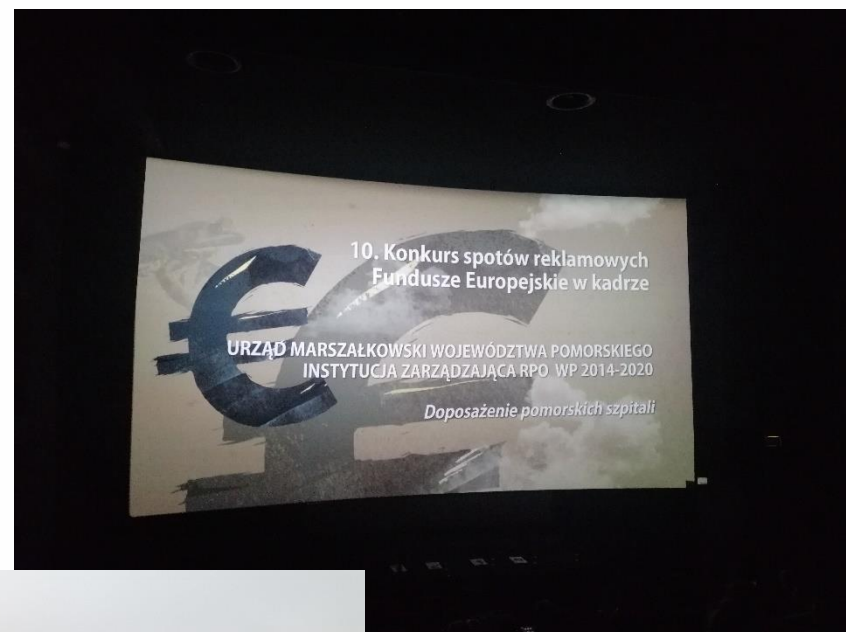 10. Konkurs spotów reklamowych
Fundusze Europejskie w kadrze
URZĄD MARSZAŁKOWSKI WOJEWÓDZTWA POMORSKIEGO
INSTYTUCJA ZARZĄDZAJĄCA RPO WP 2014-2020
Doposażenie pomorskich szpitali